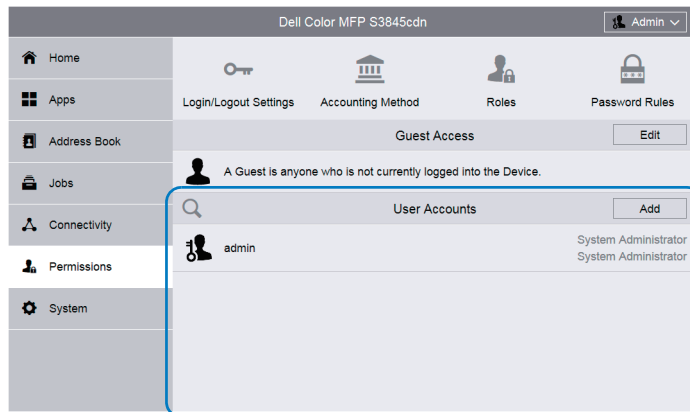 Dell Color MFP S3845cdn
Admin
Home
Apps
Address Book
Jobs
Connectivity
Permissions
System
Login/Logout Settings
Accounting Method
Roles
Password Rules
Guest Access
Edit
A Guest is anyone who is not currently logged into the Device.
User Accounts
Add
admin
System Administrator
System Administrator